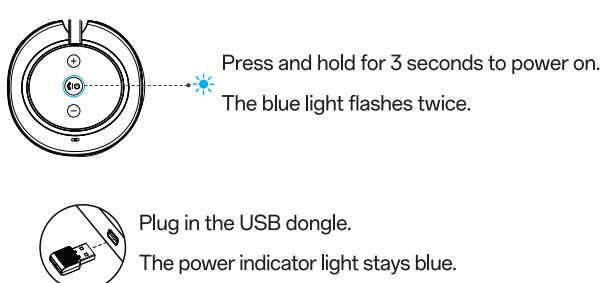 Press and hold for 3 seconds to power on.
The blue light flashes twice.
Plug in the USB dongle.
The power indicator light stays blue.